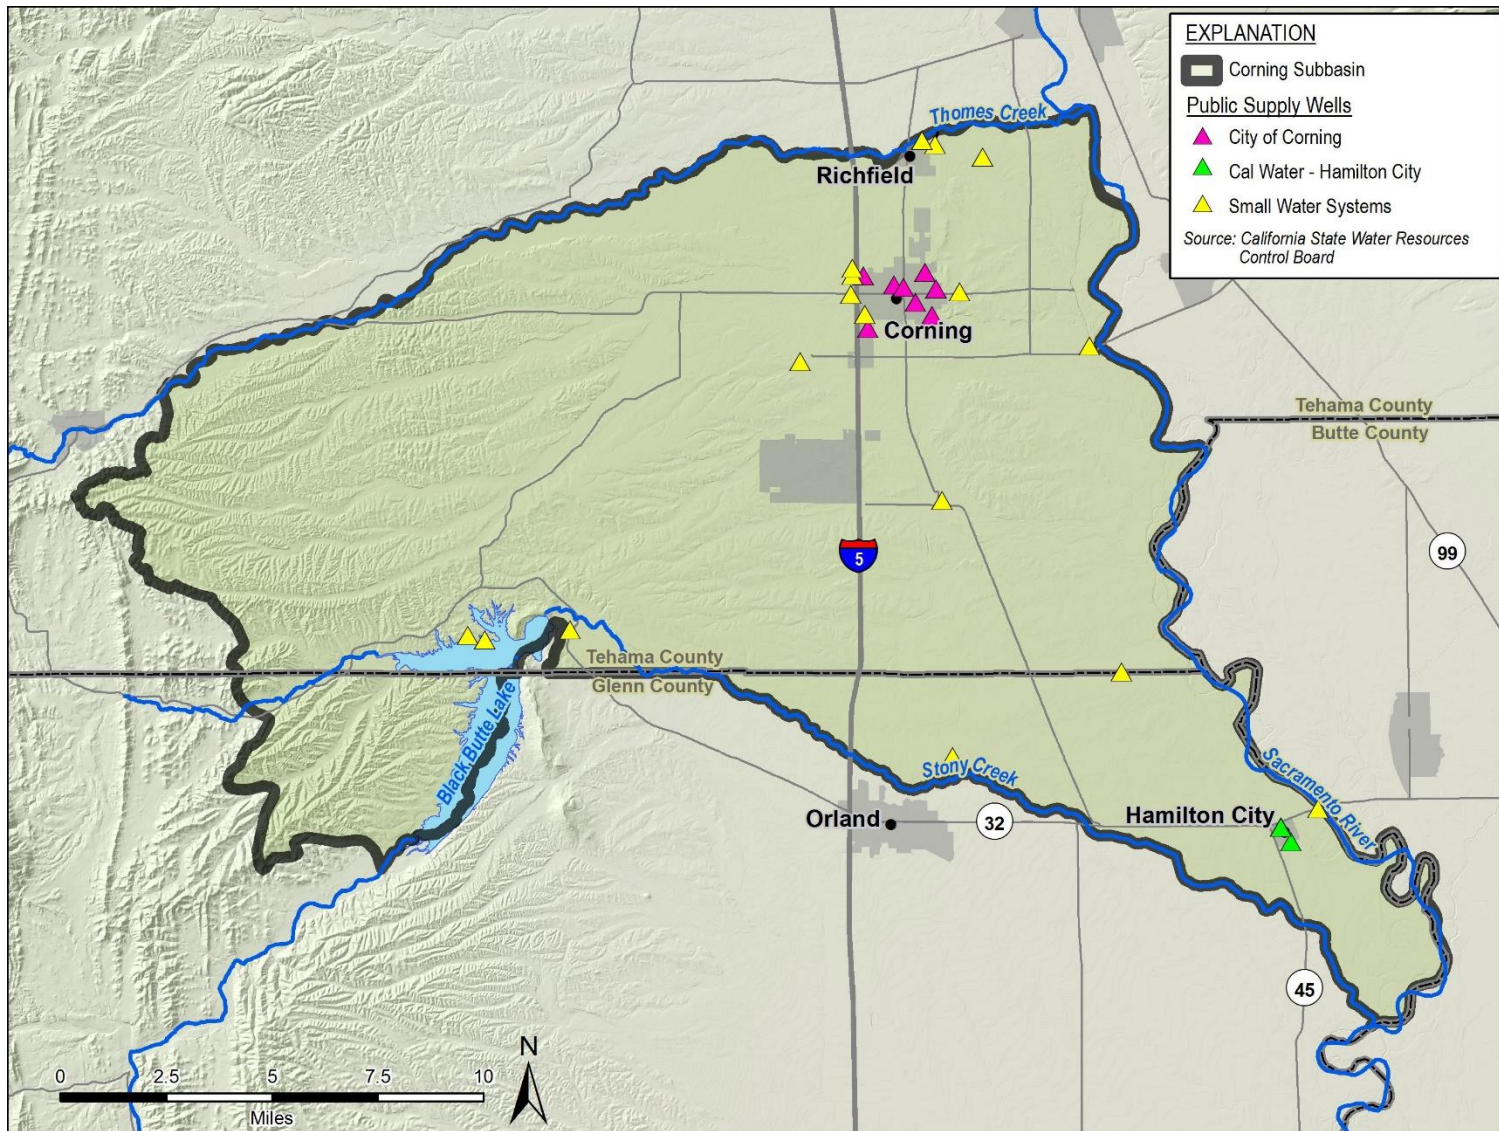 EXPLANATION
Corning Subbasin
Public Supply Wells
City of Corning
Cal Water - Hamilton City
Small Water Systems
Source: California State Water Resources
Control Board
Thomes Creek
Richfield
Corning
Tehama County
Butte County
99
5
Tehama County
Glenn County
Black Butte Lake
Stony Creek
Sacramento River
Orland
32
Hamilton City
45
N
0 2.5 5 7.5 10
Miles